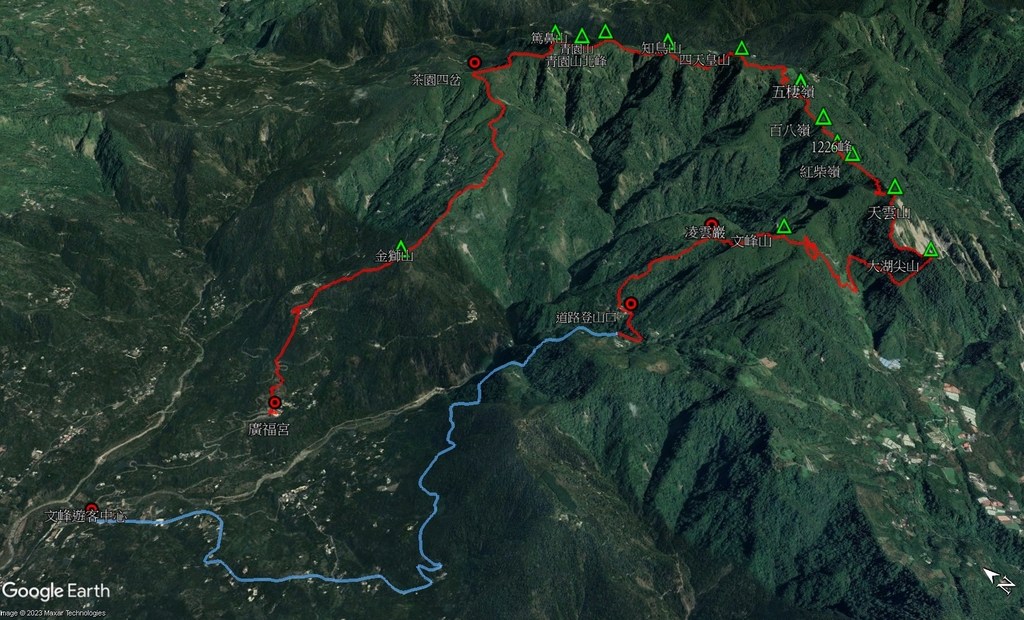 篤鼻山
青園山
青園山北峰
知鳥山
四天皇山
茶園四岔
五棲嶺
百八嶺
1226峰
紅柴嶺
天雲山
凌雲巖
文峰山
大湖尖山
金獅山
道路登山口
廣福宮
文峰遊客中心
Google Earth
Image © 2023 Maxar Technologies
N